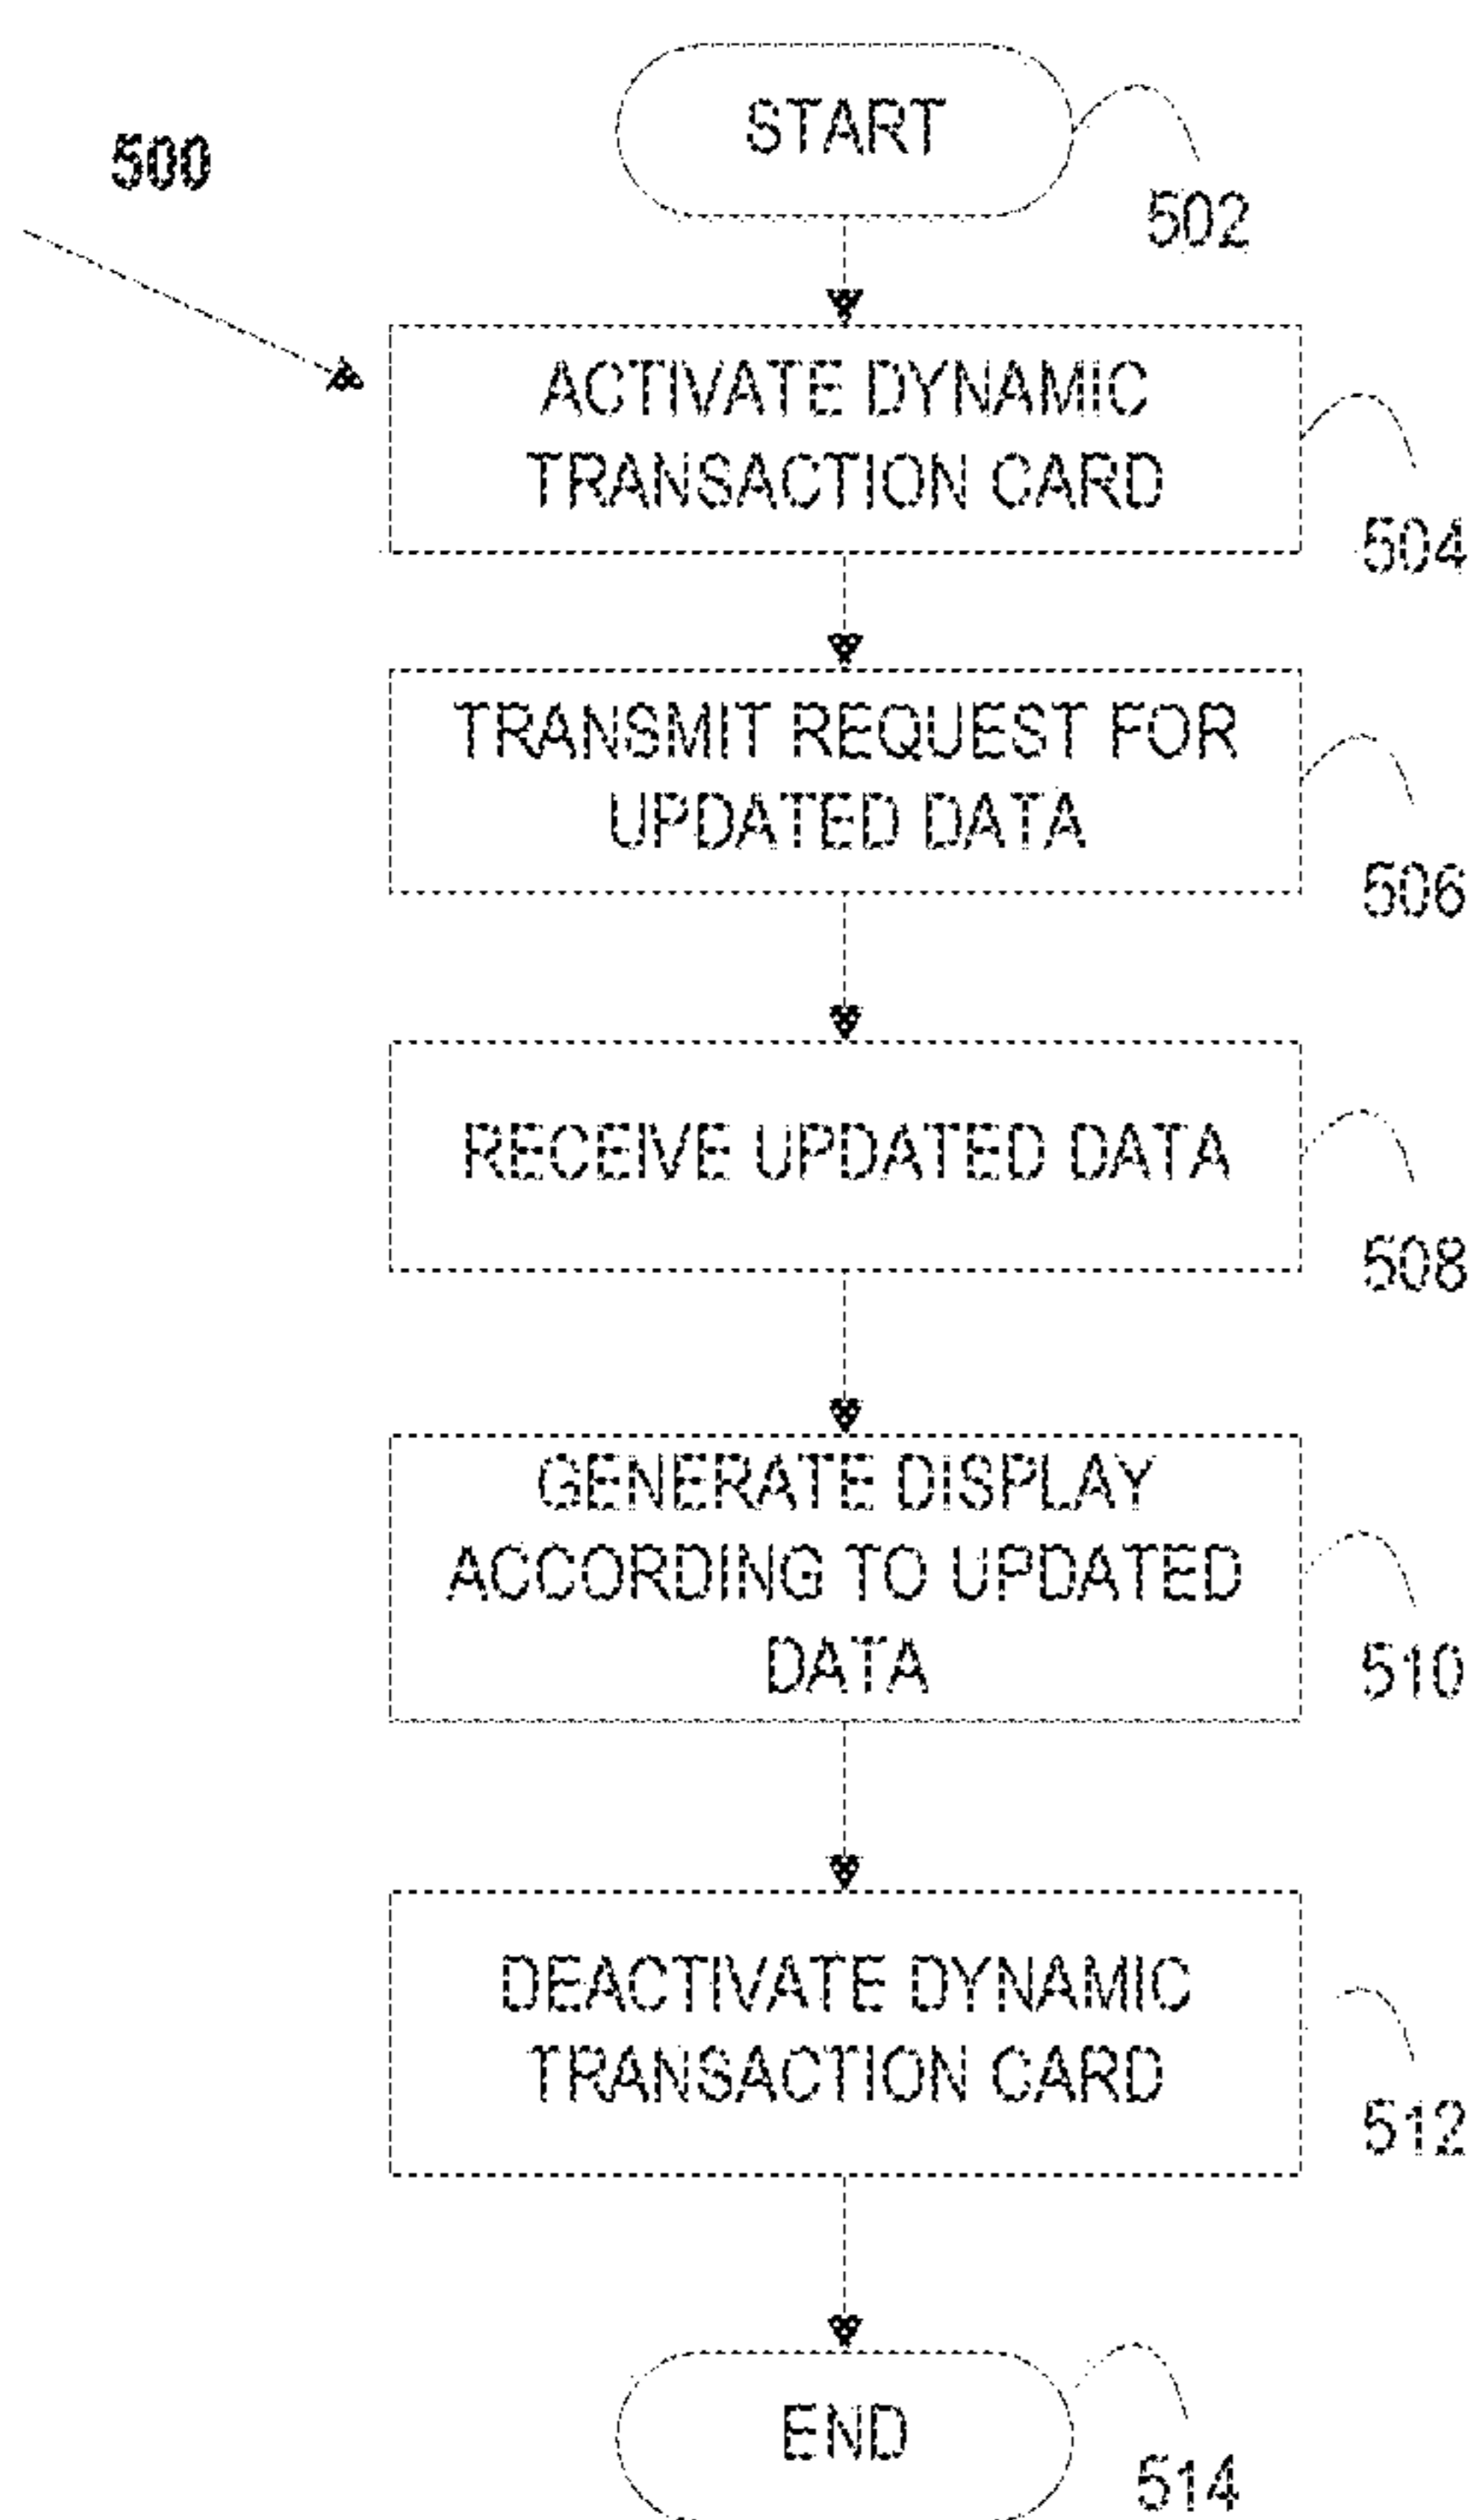 START
500
502
ACTIVATE DYNAMIC
TRANSACTION CARD
504
TRANSMIT REQUEST FOR
UPDATED DATA
506
RECEIVE UPDATED DATA
508
GENERATE DISPLAY
ACCORDING TO UPDATED
DATA
510
DEACTIVATE DYNAMIC
TRANSACTION CARD
512
END
514